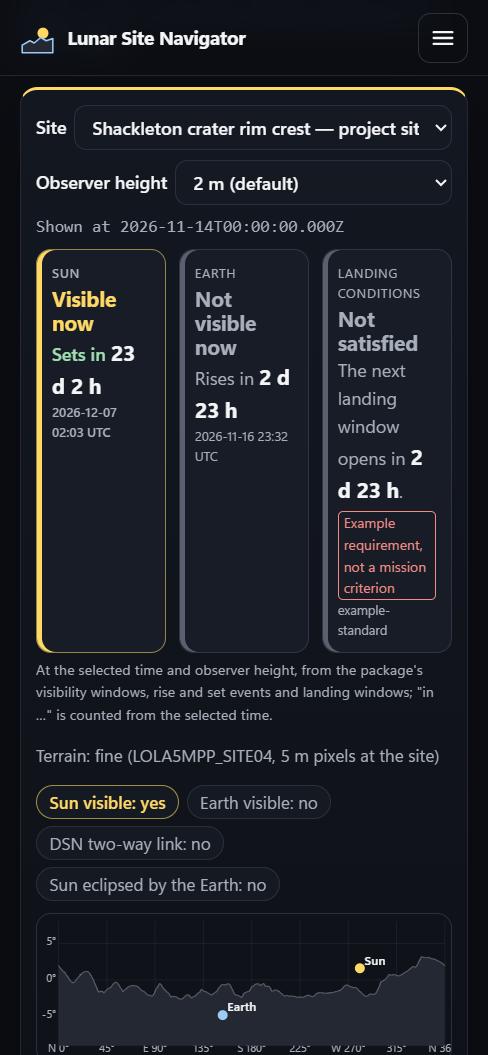 Lunar Site Navigator
Site
Shackleton crater rim crest — project sit
Observer height
2 m (default)
Shown at 2026-11-14T00:00:00.000Z
SUN
Visible
now
Sets in 23
d 2 h
2026-12-07
02:03 UTC
EARTH
Not
visible
now
Rises in 2 d
23 h
2026-11-16 23:32
UTC
LANDING
CONDITIONS
Not
satisfied
The next
landing
window
opens in 2
d 23 h.
Example
requirement,
not a mission
criterion
example-
standard
At the selected time and observer height, from the package's
visibility windows, rise and set events and landing windows; "in
…" is counted from the selected time.
Terrain: fine (LOLA5MPP_SITE04, 5 m pixels at the site)
Sun visible: yes
Earth visible: no
DSN two-way link: no
Sun eclipsed by the Earth: no
5°
0°
-5°
Sun
Earth
N 0° 45° E 90° 135° S 180° 225° W 270° 315° N 36